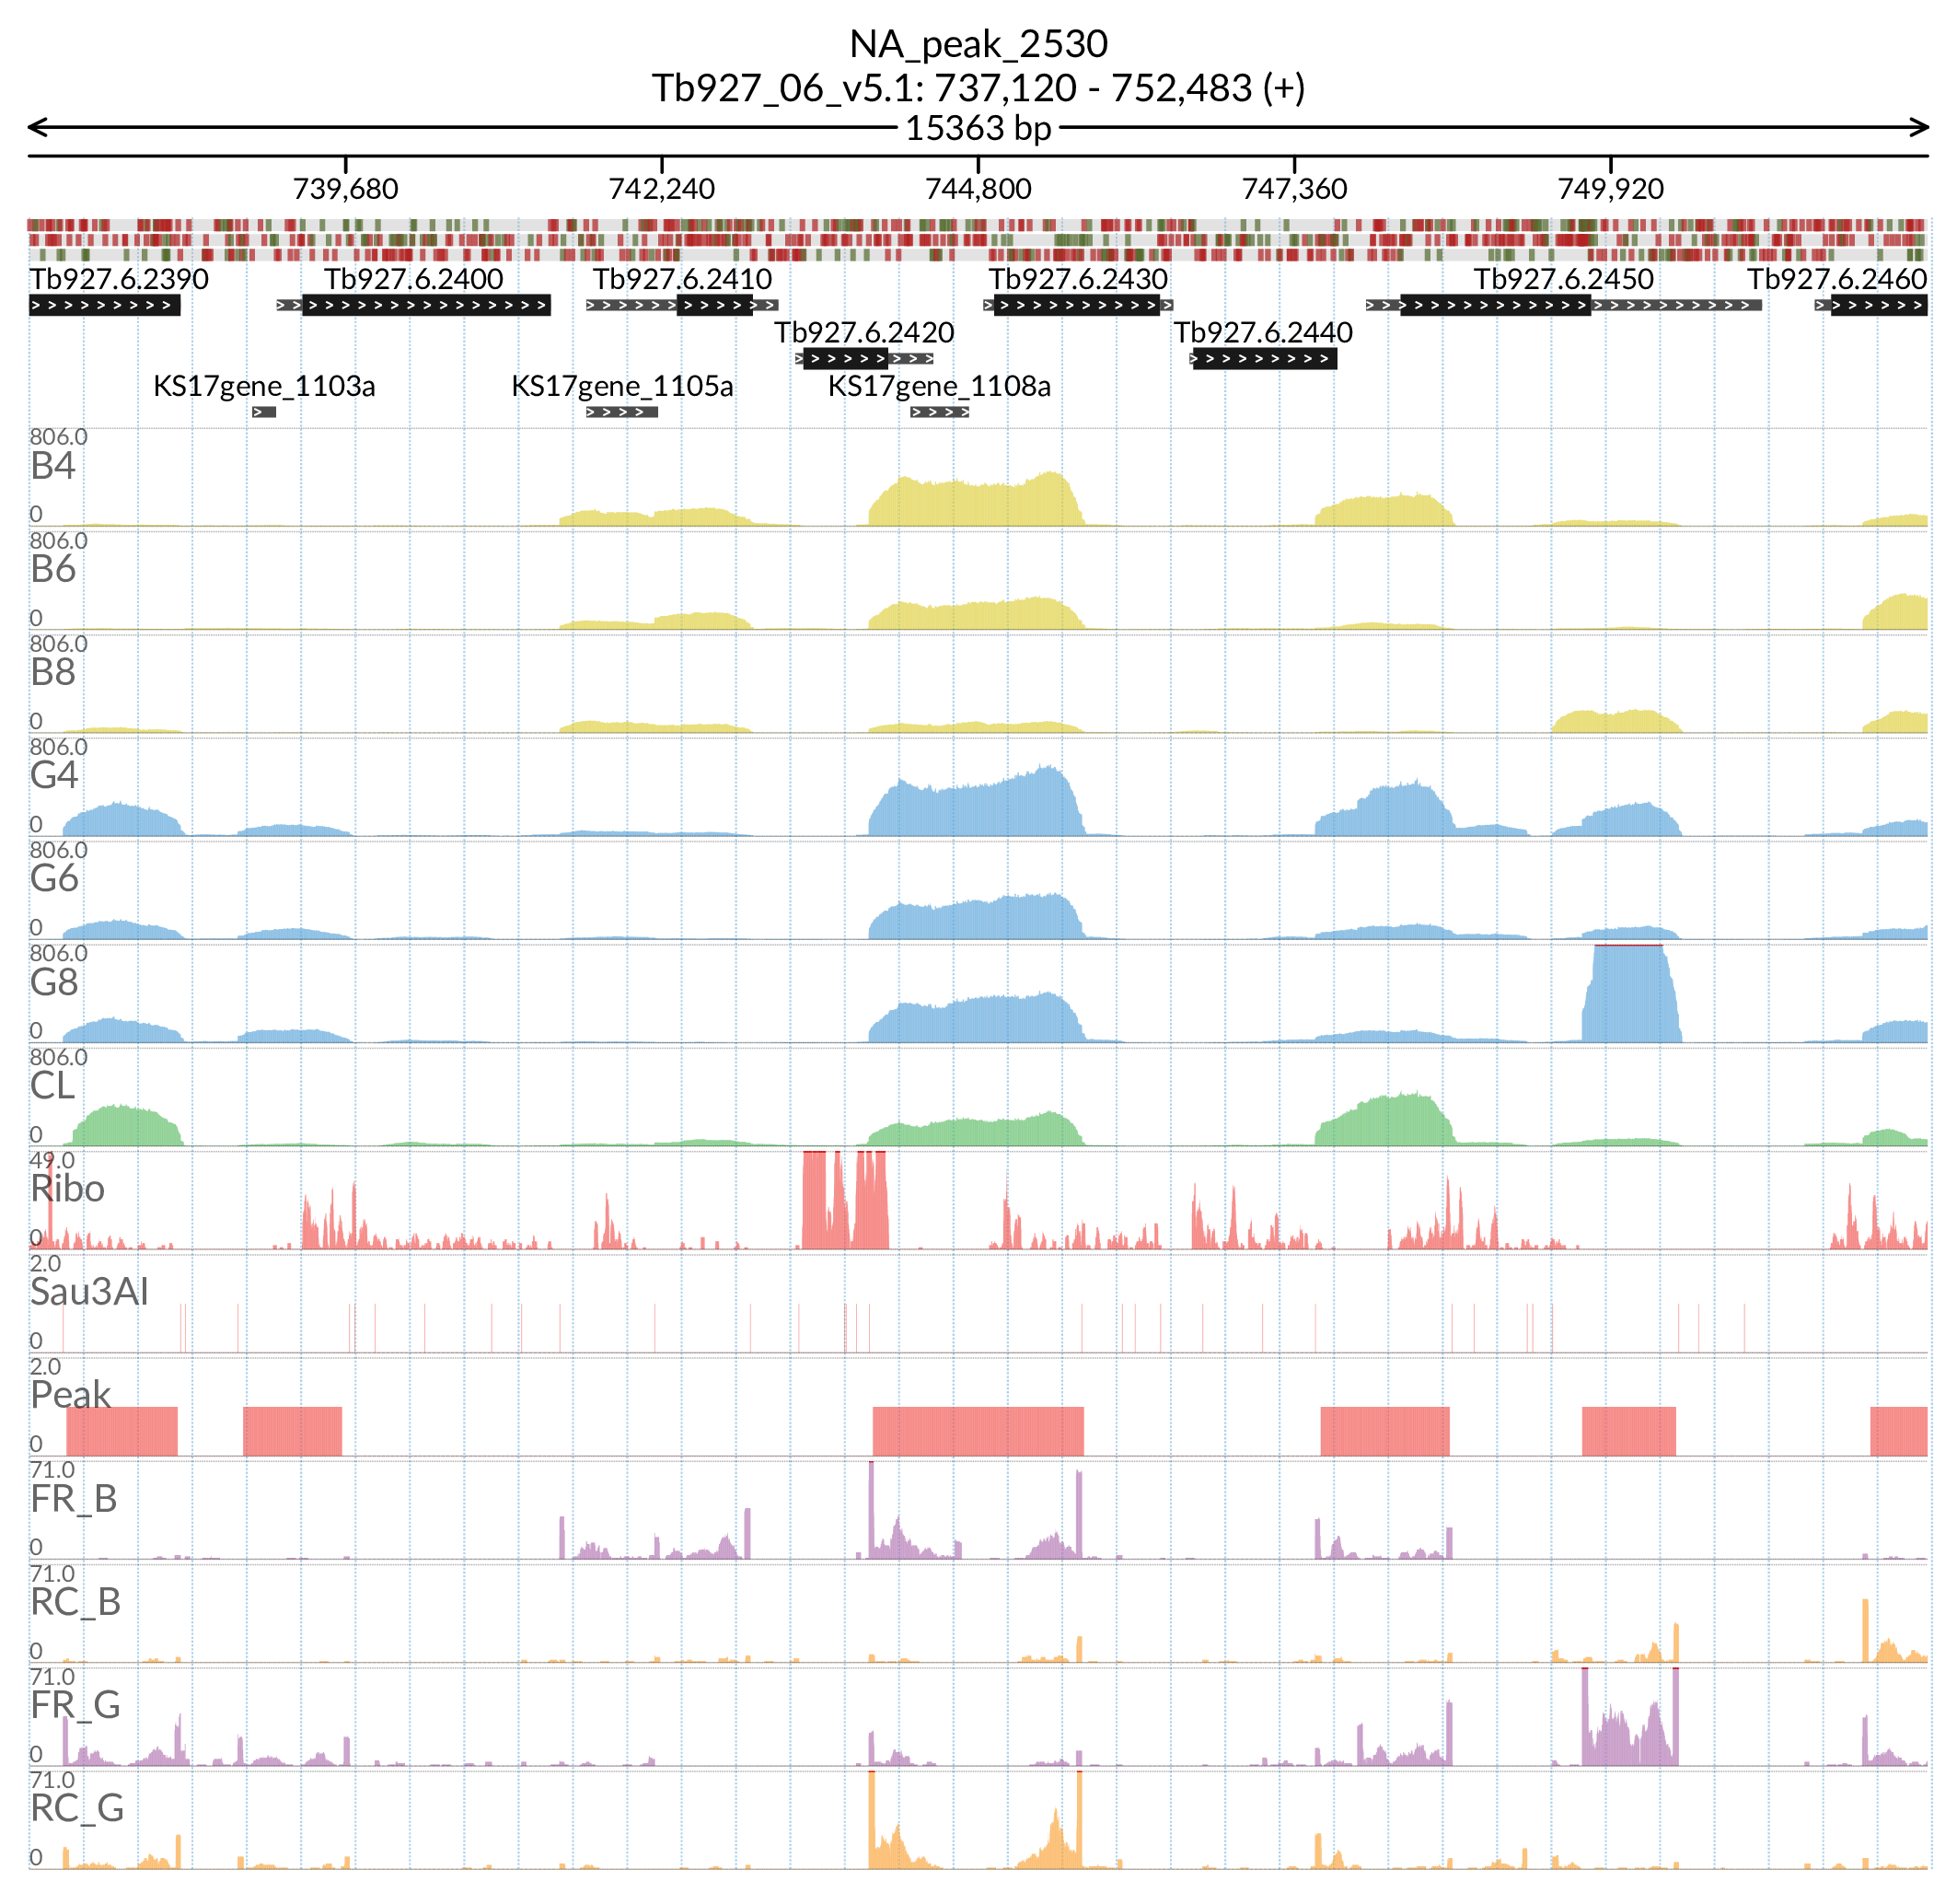 NA_peak_2530
Tb927_06_v5.1: 737,120 - 752,483 (+)
15363 bp
739,680 742,240 744,800 747,360 749,920
Tb927.6.2390 Tb927.6.2400 Tb927.6.2410 Tb927.6.2430 Tb927.6.2450 Tb927.6.2460
Tb927.6.2420 Tb927.6.2440
KS17gene_1103a KS17gene_1105a KS17gene_1108a
806.0
B4
0
806.0
B6
0
806.0
B8
0
806.0
G4
0
806.0
G6
0
806.0
G8
0
806.0
CL
0
49.0
Ribo
0
2.0
Sau3AI
0
2.0
Peak
0
71.0
FR_B
0
71.0
RC_B
0
71.0
FR_G
0
71.0
RC_G
0